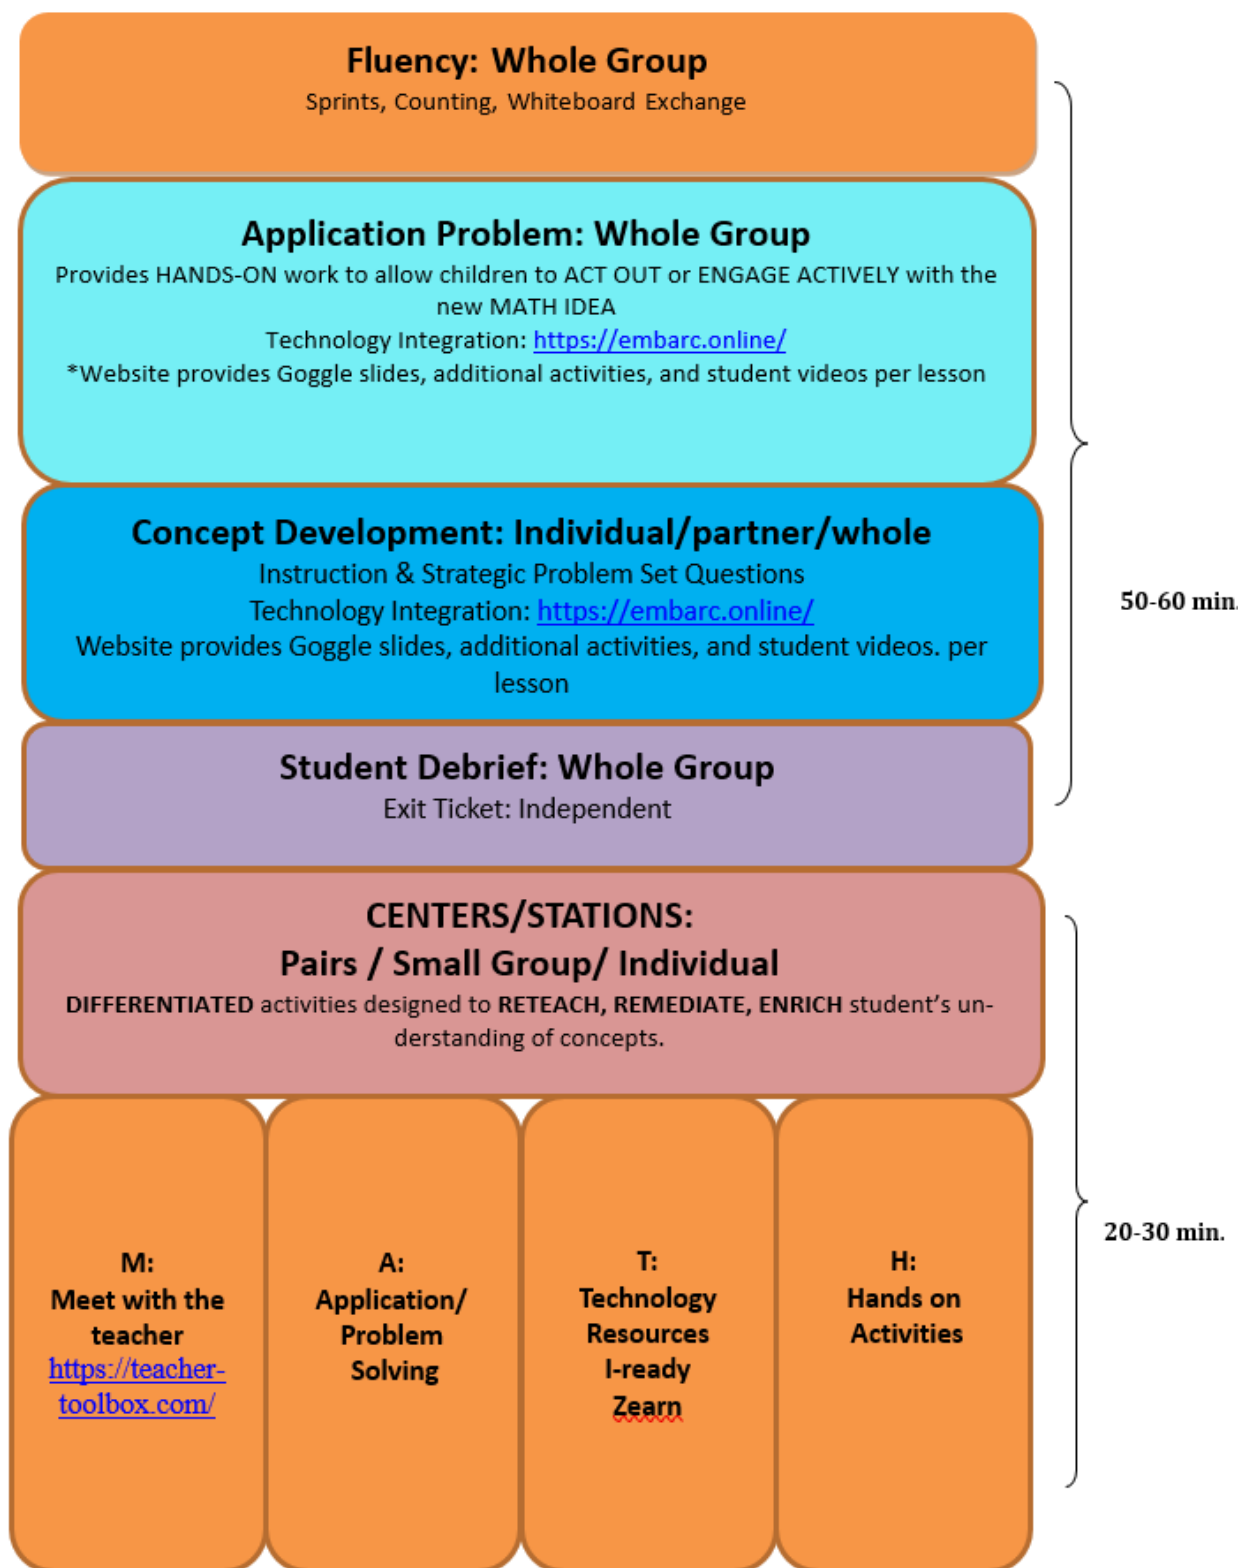 Fluency: Whole Group
Sprints, Counting, Whiteboard Exchange
Application Problem: Whole Group
Provides HANDS-ON work to allow children to ACT OUT or ENGAGE ACTIVELY with the
new MATH IDEA
Technology Integration: https://embarc.online/
*Website provides Goggle slides, additional activities, and student videos per lesson
Concept Development: Individual/partner/whole
Instruction & Strategic Problem Set Questions
Technology Integration: https://embarc.online/
Website provides Goggle slides, additional activities, and student videos. per
lesson
50-60 min.
Student Debrief: Whole Group
Exit Ticket: Independent
CENTERS/STATIONS:
Pairs / Small Group/ Individual
DIFFERENTIATED activities designed to RETEACH, REMEDIATE, ENRICH student’s un-
derstanding of concepts.
M:
Meet with the
teacher
https://teacher-
toolbox.com/
A:
Application/
Problem
Solving
T:
Technology
Resources
I-ready
Zearn
H:
Hands on
Activities
20-30 min.